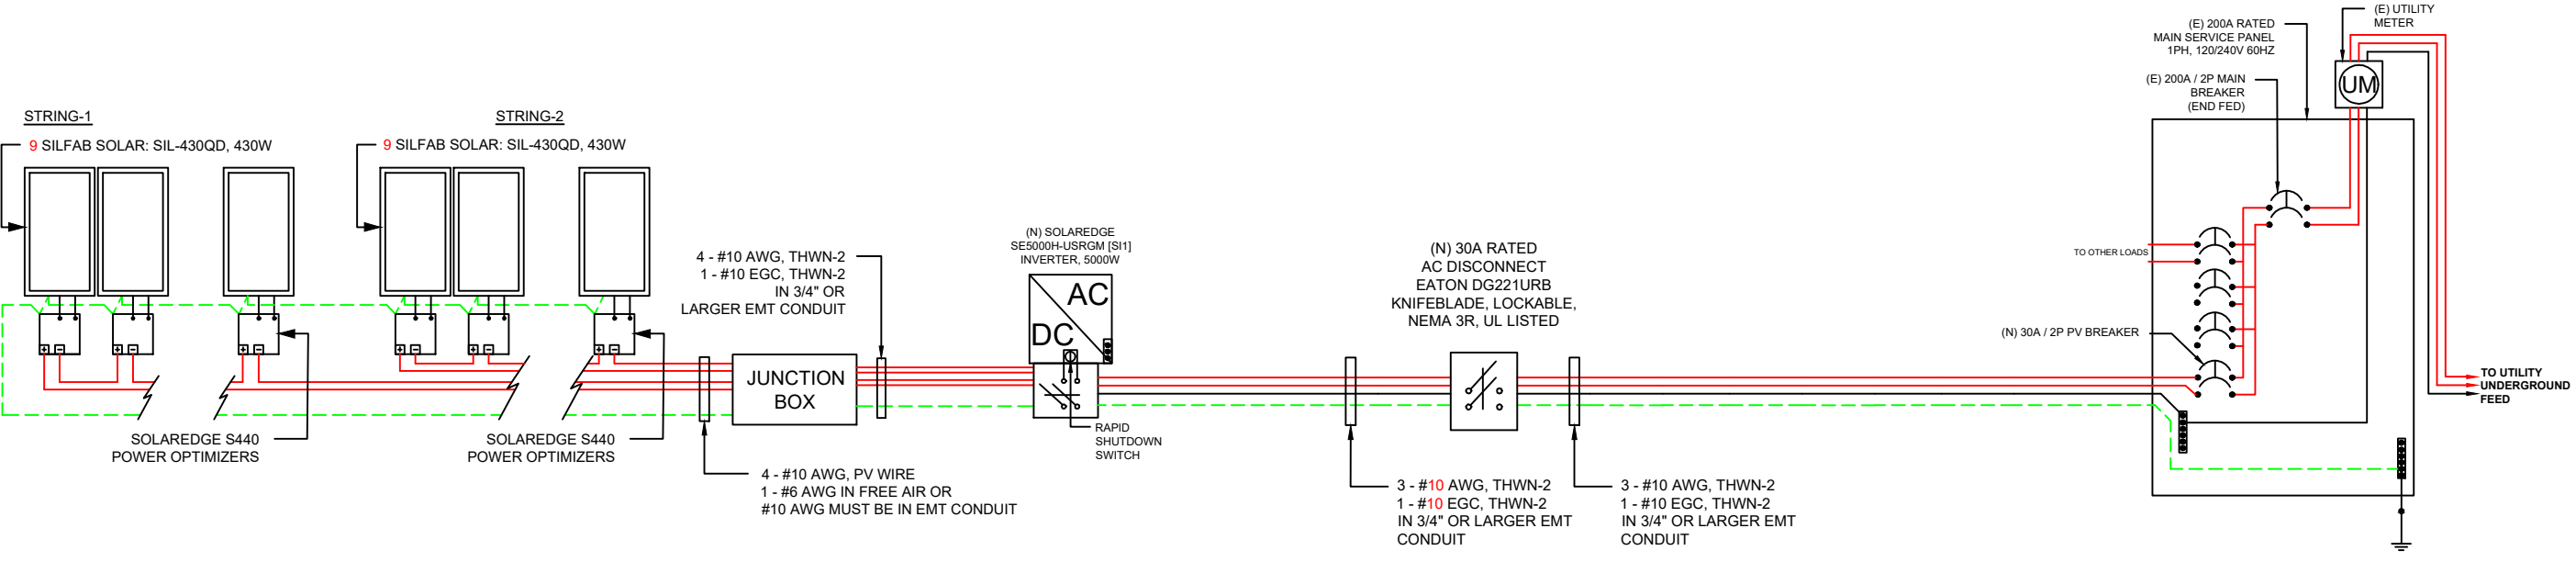 STRING-1
9 SILFAB SOLAR: SIL-430QD, 430W
SOLAREDGE S440
POWER OPTIMIZERS
STRING-2
9 SILFAB SOLAR: SIL-430QD, 430W
SOLAREDGE S440
POWER OPTIMIZERS
4 - #10 AWG, PV WIRE
1 - #6 AWG IN FREE AIR OR
#10 AWG MUST BE IN EMT CONDUIT
JUNCTION
BOX
4 - #10 AWG, THWN-2
1 - #10 EGC, THWN-2
IN 3/4" OR
LARGER EMT CONDUIT
(N) SOLAREDGE
SE5000H-USRGM [SI1]
INVERTER, 5000W
AC
DC
RAPID
SHUTDOWN
SWITCH
3 - #10 AWG, THWN-2
1 - #10 EGC, THWN-2
IN 3/4" OR LARGER EMT
CONDUIT
(N) 30A RATED
AC DISCONNECT
EATON DG221URB
KNIFEBLADE, LOCKABLE,
NEMA 3R, UL LISTED
3 - #10 AWG, THWN-2
1 - #10 EGC, THWN-2
IN 3/4" OR LARGER EMT
CONDUIT
(E) 200A RATED
MAIN SERVICE PANEL
1PH, 120/240V 60HZ
(E) 200A / 2P MAIN
BREAKER
(END FED)
TO OTHER LOADS
(N) 30A / 2P PV BREAKER
(E) UTILITY
METER
UM
TO UTILITY
UNDERGROUND
FEED